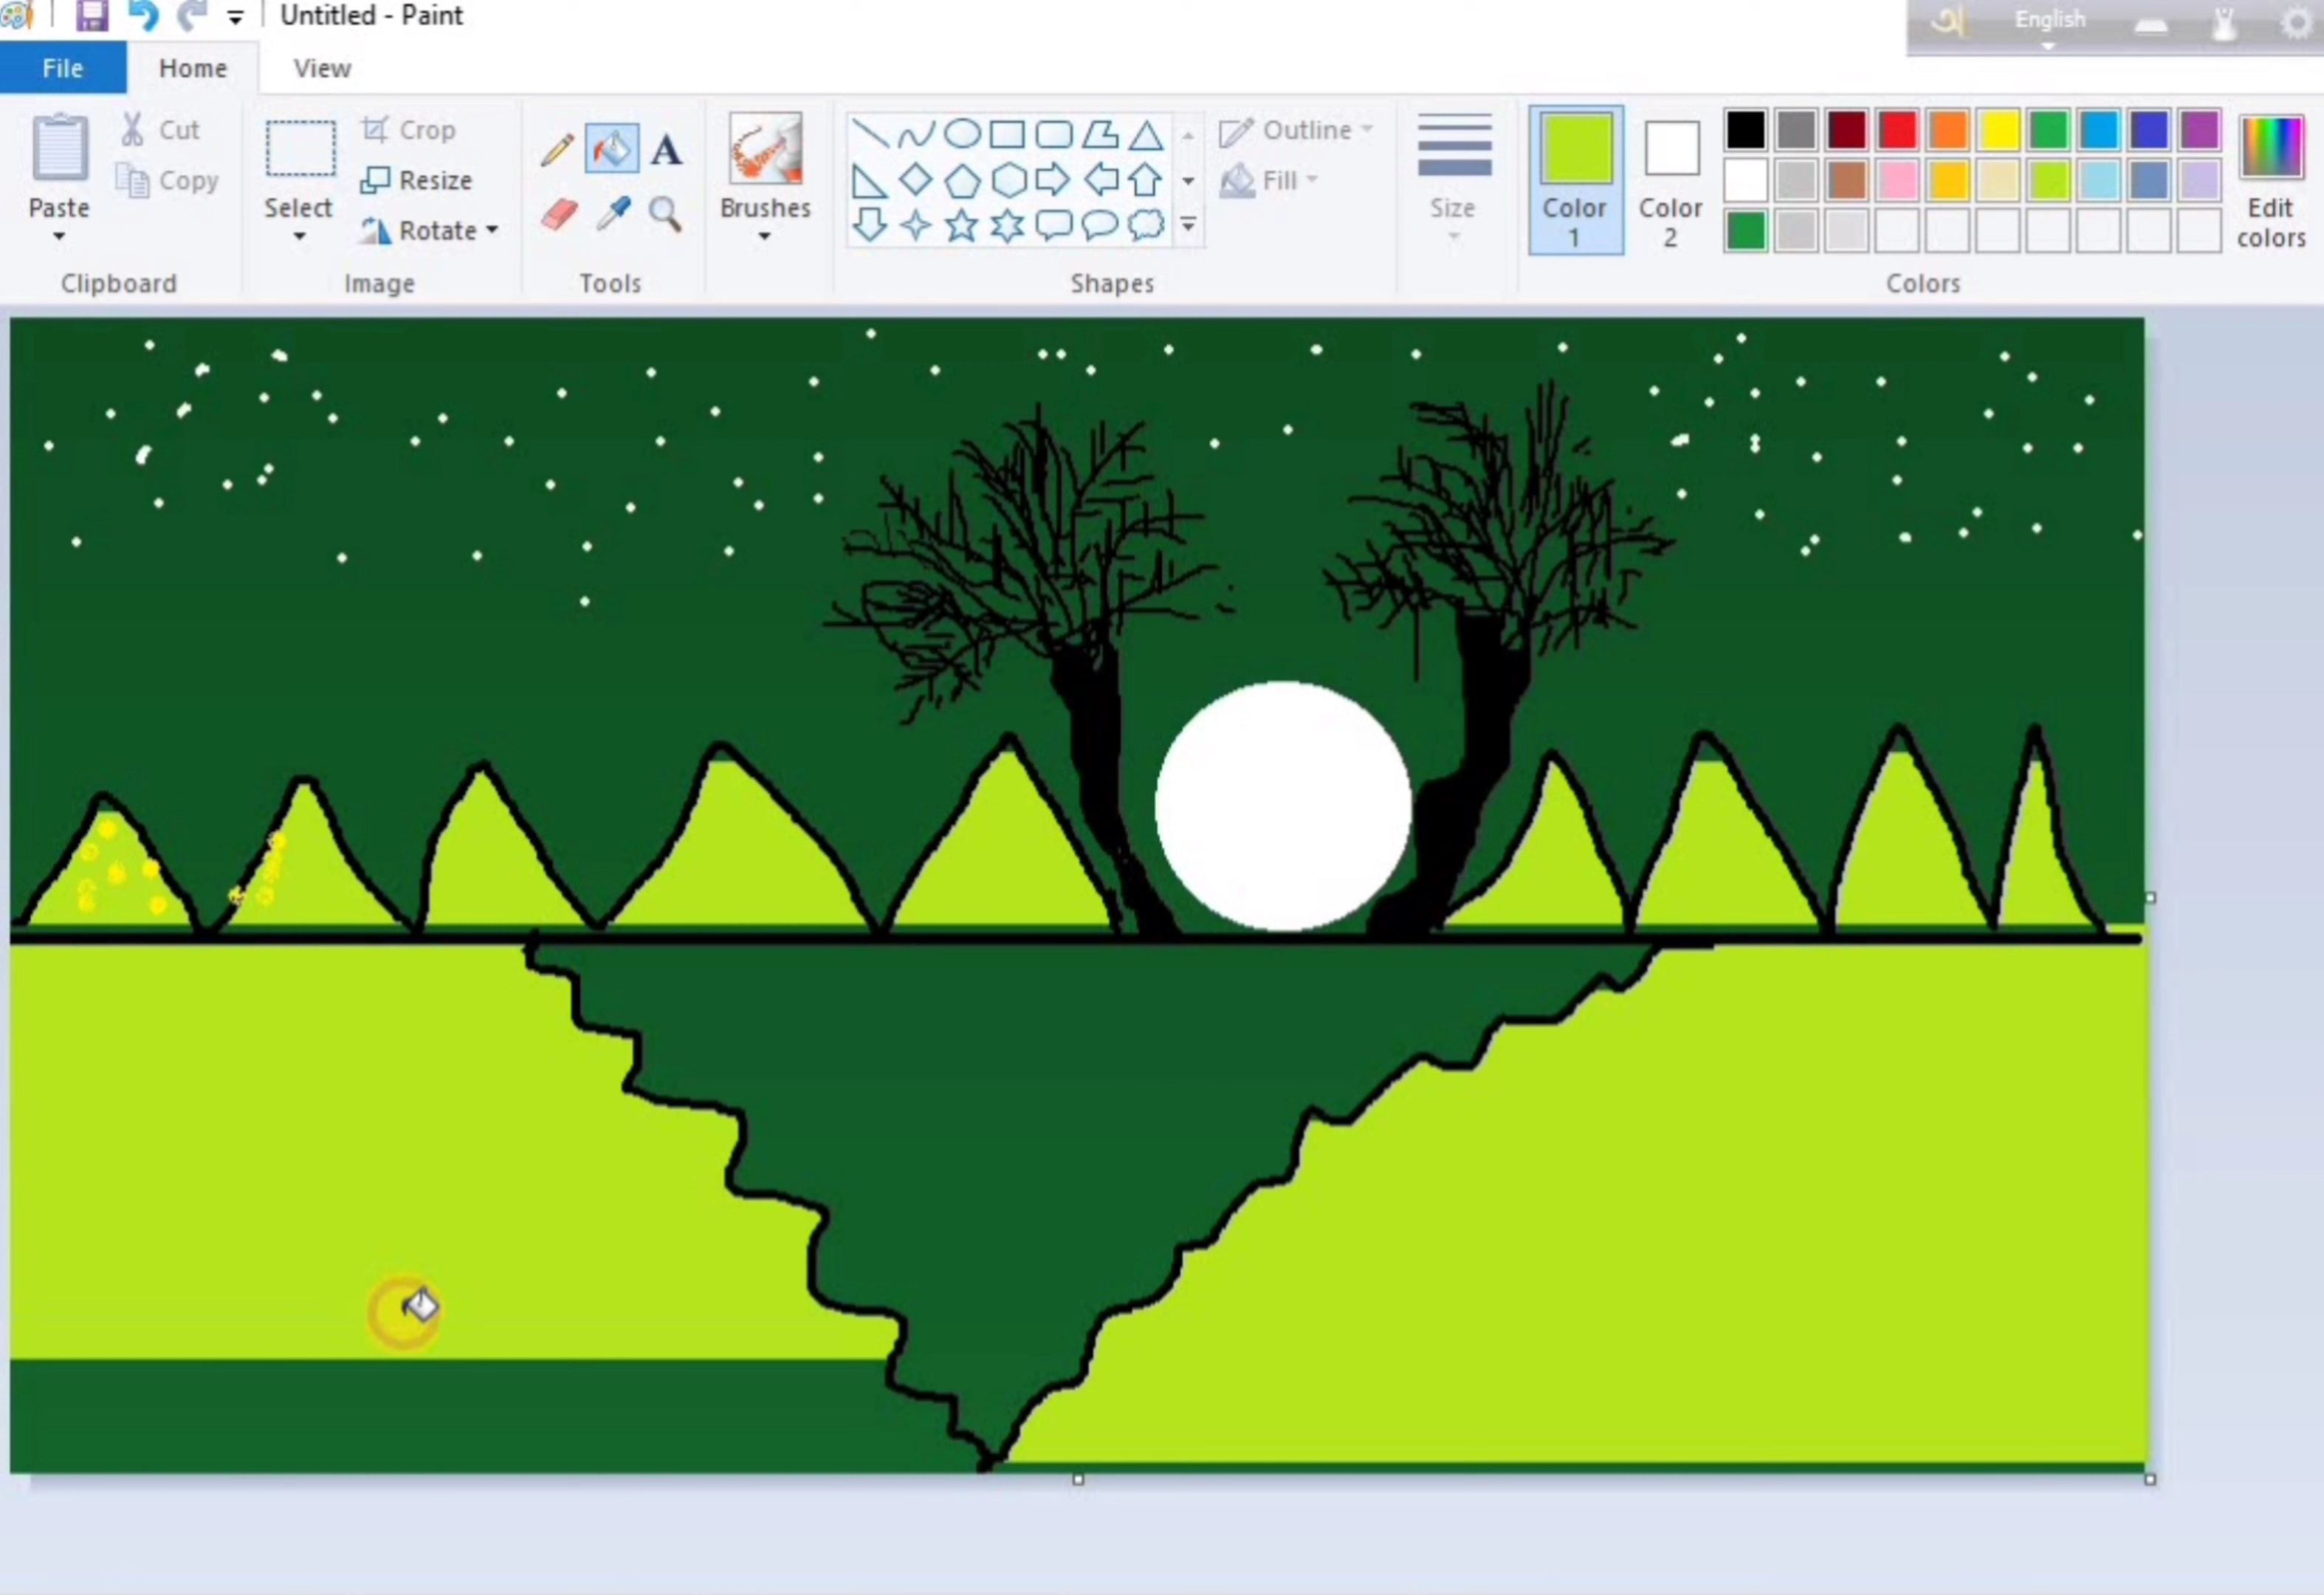 Untitled - Paint
অ English
File Home View
Paste
Cut
Copy
Clipboard
Select
Crop
Resize
Rotate
Image
A
Tools
Brushes
Shapes
Outline
Fill
Size
Color
1
Color
2
Edit
colors
Colors